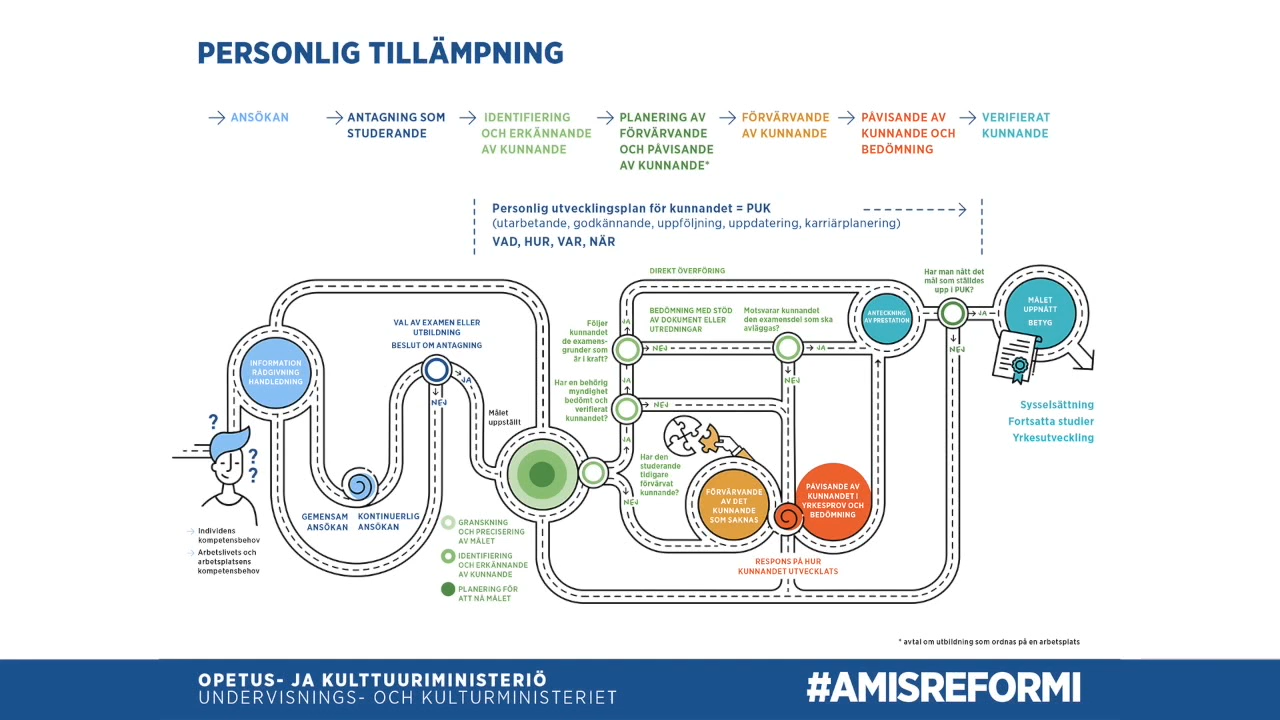 PERSONLIG TILLÄMPNING
ANSÖKAN
ANTAGNING SOM
STUDERANDE
IDENTIFIERING
OCH ERKÄNNANDE
AV KUNNANDE
PLANERING AV
FÖRVÄRVANDE
OCH PÅVISANDE
AV KUNNANDE*
FÖRVÄRVANDE
AV KUNNANDE
PÅVISANDE AV
KUNNANDE OCH
BEDÖMNING
VERIFIERAT
KUNNANDE
Personlig utvecklingsplan för kunnandet = PUK
(utarbetande, godkännande, uppföljning, uppdatering, karriärplanering)
VAD, HUR, VAR, NÄR
DIREKT ÖVERFÖRING
Har man nått det
mål som ställdes
upp i PUK?
JA
NEJ
MÅLET
UPPNÅTT
BETYG
ANTECKNING
AV PRESTATION
BEDÖMNING MED STÖD
AV DOKUMENT ELLER
UTREDNINGAR
Motsvarar kunnandet
den examensdel som ska
avläggas?
JA
NEJ
Följer
kunnandet
de examens-
grunder som
är i kraft?
JA
NEJ
VAL AV EXAMEN ELLER
UTBILDNING
BESLUT OM ANTAGNING
JA
NEJ
INFORMATION
RÅDGIVNING
HANDLEDNING
Har en behörig
myndighet
bedömt och
verifierat
kunnandet?
JA
NEJ
Målet
uppställt
Har den
studerande
tidigare
förvärvat
kunnande?
JA
NEJ
?
?
?
GEMENSAM
ANSÖKAN
KONTINUERLIG
ANSÖKAN
Individens
kompetensbehov
Arbetslivets och
arbetsplatsens
kompetensbehov
GRANSKNING
OCH PRECISERING
AV MÅLET
IDENTIFIERING
OCH ERKÄNNANDE
AV KUNNANDE
PLANERING FÖR
ATT NÅ MÅLET
FÖRVÄRVANDE
AV DET
KUNNANDE
SOM SAKNAS
PÅVISANDE AV
KUNNANDET I
YRKESPROV OCH
BEDÖMNING
RESPONS PÅ HUR
KUNNANDET UTVECKLATS
Sysselsättning
Fortsatta studier
Yrkesutveckling
* avtal om utbildning som ordnas på en arbetsplats
OPETUS- JA KULTTUURIMINISTERIÖ
UNDERVISNINGS- OCH KULTURMINISTERIET
#AMISREFORMI